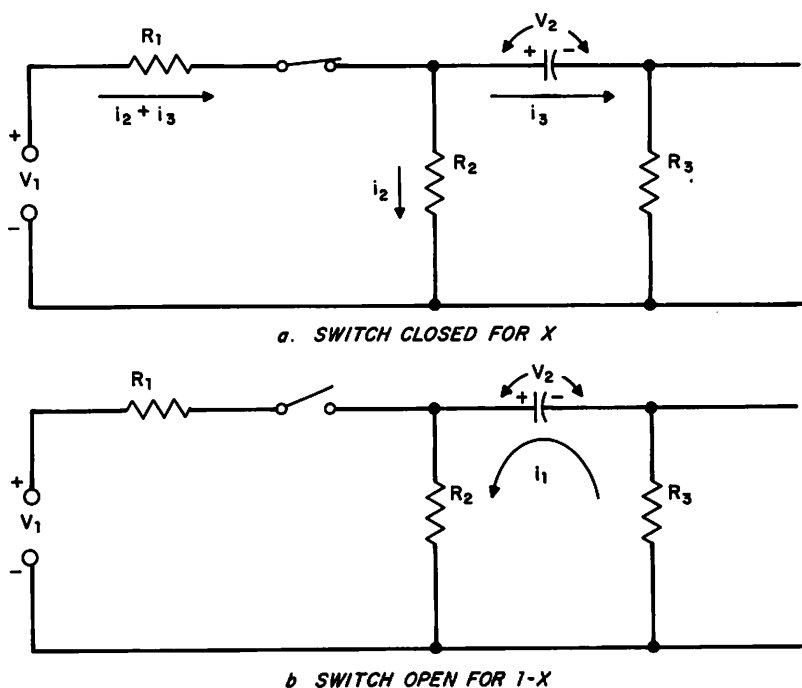 V2
R1
+ -
i2 + i3
i3
+
V1
-
R2
i2
R3
a. SWITCH CLOSED FOR X
V2
R1
+ -
i1
+
V1
-
R2
R3
b SWITCH OPEN FOR 1-X